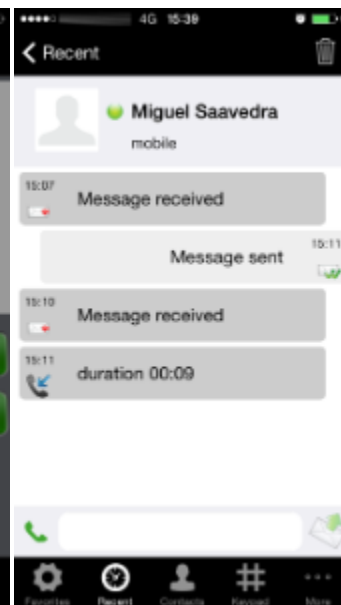 4G 15:39
Recent
Miguel Saavedra
mobile
15:07
Message received
15:11
Message sent
15:10
Message received
15:11
duration 00:09
Favorites Recent Contacts Keypad More